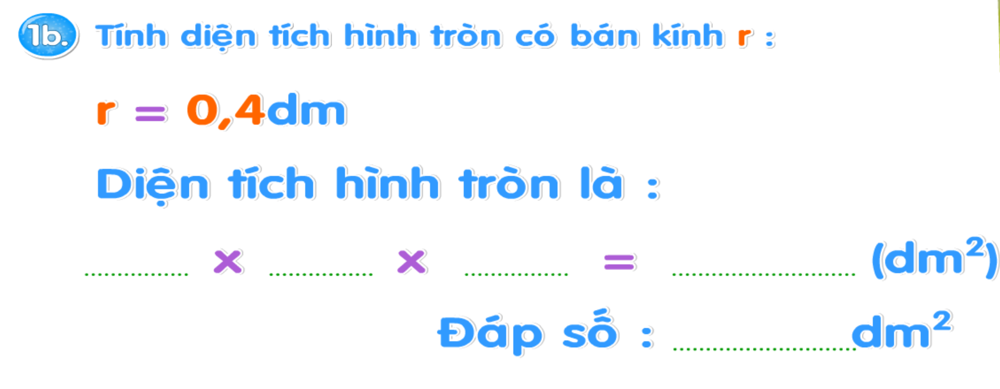 1b. Tính diện tích hình tròn có bán kính r :
r = 0,4dm
Diện tích hình tròn là :
............... × ............... × ............... = ........................... (dm²)
Đáp số : ...........................dm²